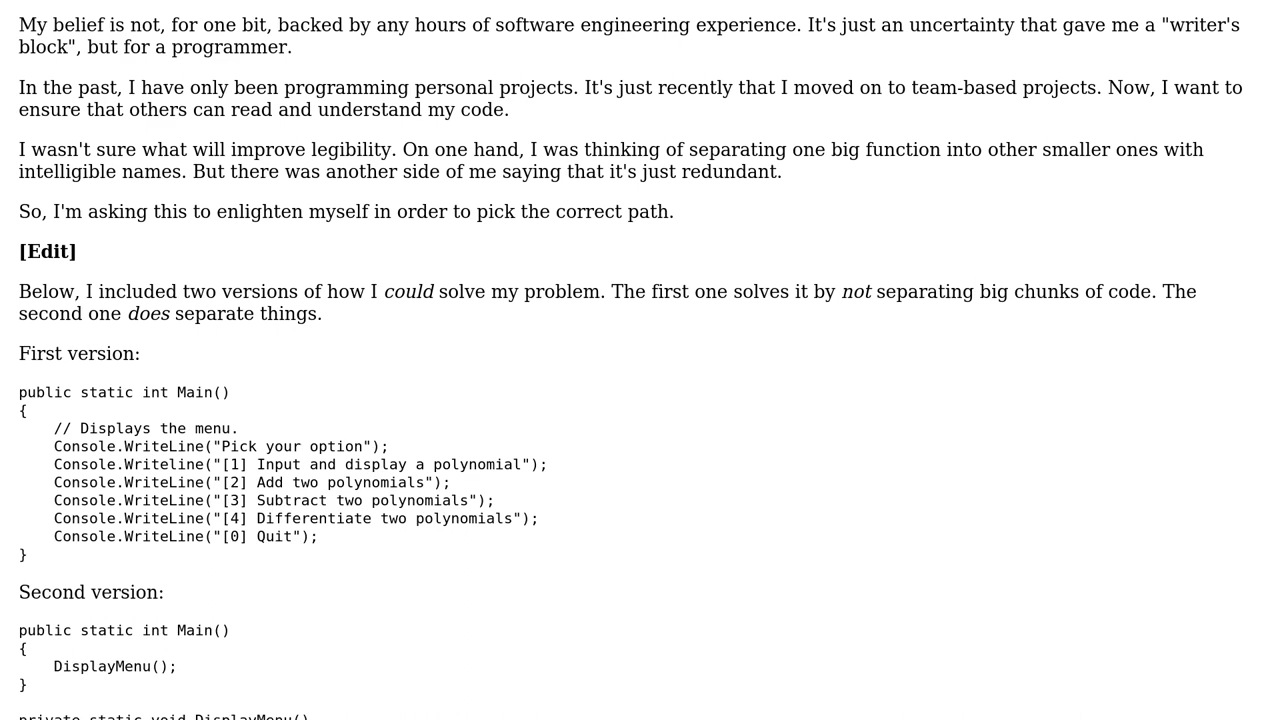 My belief is not, for one bit, backed by any hours of software engineering experience. It's just an uncertainty that gave me a "writer's
block", but for a programmer.
In the past, I have only been programming personal projects. It's just recently that I moved on to team-based projects. Now, I want to
ensure that others can read and understand my code.
I wasn't sure what will improve legibility. On one hand, I was thinking of separating one big function into other smaller ones with
intelligible names. But there was another side of me saying that it's just redundant.
So, I'm asking this to enlighten myself in order to pick the correct path.
[Edit]
Below, I included two versions of how I could solve my problem. The first one solves it by not separating big chunks of code. The
second one does separate things.
First version:
public static int Main()
{
    // Displays the menu.
    Console.WriteLine("Pick your option");
    Console.Writeline("[1] Input and display a polynomial");
    Console.WriteLine("[2] Add two polynomials");
    Console.WriteLine("[3] Subtract two polynomials");
    Console.WriteLine("[4] Differentiate two polynomials");
    Console.WriteLine("[0] Quit");
}
Second version:
public static int Main()
{
    DisplayMenu();
}
private static void DisplayMenu()